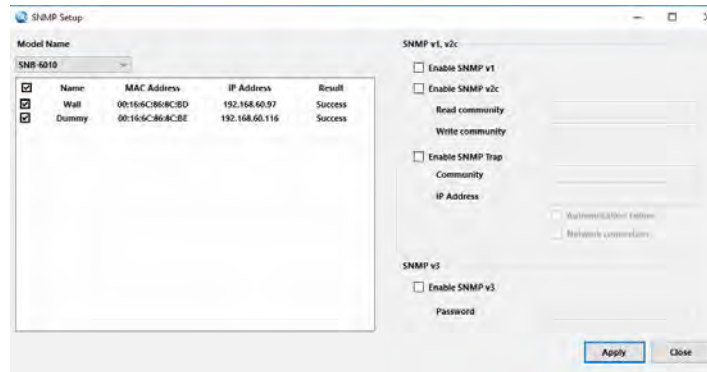 SNMP Setup
Model Name
SNB-6010
Name MAC Address IP Address Result
Wall 00:16:6C:86:8C:BD 192.168.60.97 Success
Dummy 00:16:6C:86:8C:BE 192.168.60.116 Success
SNMP v1, v2c
Enable SNMP v1
Enable SNMP v2c
Read community
Write community
Enable SNMP Trap
Community
IP Address
Authentication failure
Network connection
SNMP v3
Enable SNMP v3
Password
Apply Close